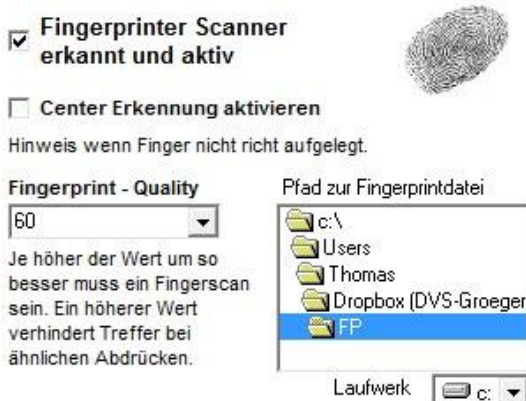 Fingerprinter Scanner
erkannt und aktiv
Center Erkennung aktivieren
Hinweis wenn Finger nicht richt aufgelegt.
Fingerprint - Quality
60
Je höher der Wert um so
besser muss ein Fingerscan
sein. Ein höherer Wert
verhindert Treffer bei
ähnlichen Abdrücken.
Pfad zur Fingerprintdatei
c:\
Users
Thomas
Dropbox (DVS-Groeger
FP
Laufwerk
c: